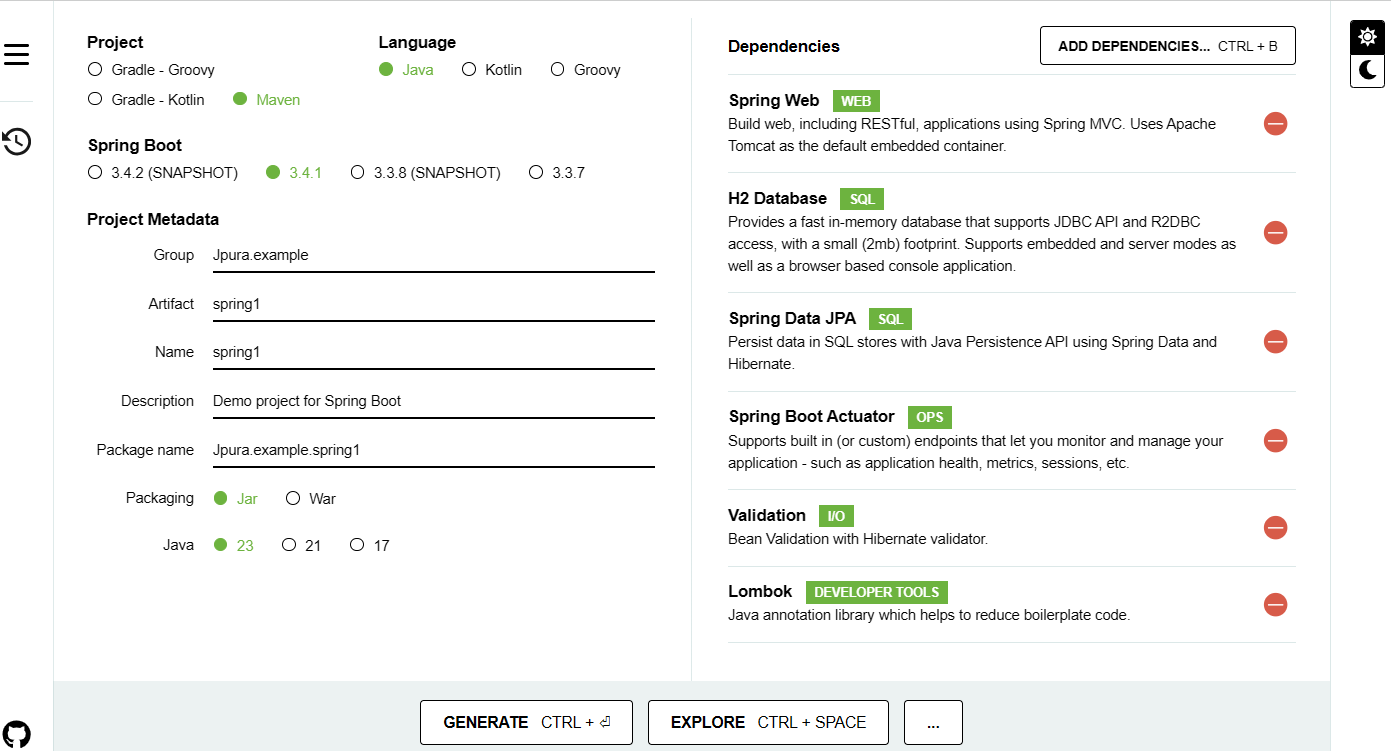 Project
Gradle - Groovy
Gradle - Kotlin Maven
Language
Java Kotlin Groovy
Spring Boot
3.4.2 (SNAPSHOT) 3.4.1 3.3.8 (SNAPSHOT) 3.3.7
Project Metadata
Group Jpura.example
Artifact spring1
Name spring1
Description Demo project for Spring Boot
Package name Jpura.example.spring1
Packaging Jar War
Java 23 21 17
Dependencies ADD DEPENDENCIES... CTRL + B
Spring Web WEB
Build web, including RESTful, applications using Spring MVC. Uses Apache
Tomcat as the default embedded container.
H2 Database SQL
Provides a fast in-memory database that supports JDBC API and R2DBC
access, with a small (2mb) footprint. Supports embedded and server modes as
well as a browser based console application.
Spring Data JPA SQL
Persist data in SQL stores with Java Persistence API using Spring Data and
Hibernate.
Spring Boot Actuator OPS
Supports built in (or custom) endpoints that let you monitor and manage your
application - such as application health, metrics, sessions, etc.
Validation I/O
Bean Validation with Hibernate validator.
Lombok DEVELOPER TOOLS
Java annotation library which helps to reduce boilerplate code.
GENERATE CTRL + ⏎ EXPLORE CTRL + SPACE ...